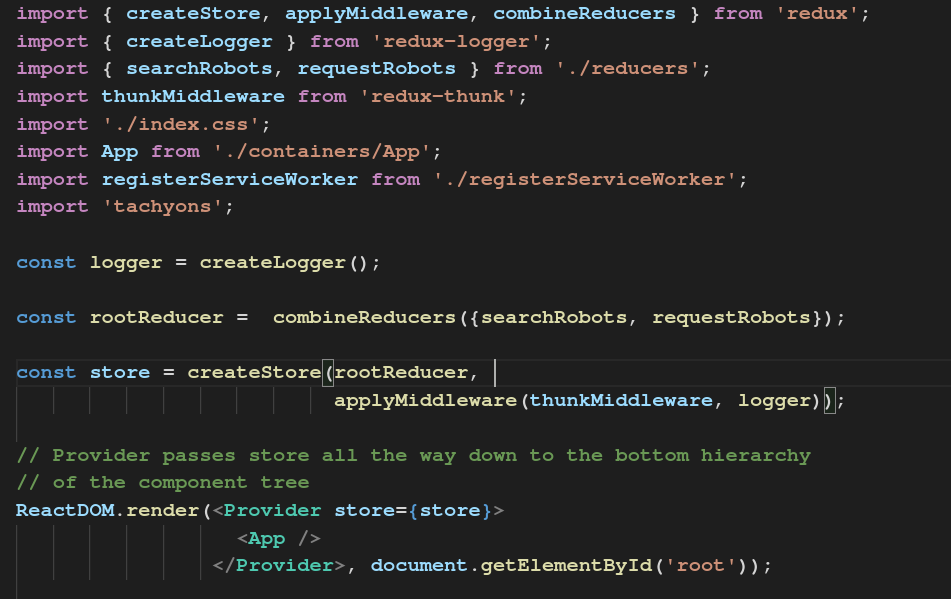 import { createStore, applyMiddleware, combineReducers } from 'redux';
import { createLogger } from 'redux-logger';
import { searchRobots, requestRobots } from './reducers';
import thunkMiddleware from 'redux-thunk';
import './index.css';
import App from './containers/App';
import registerServiceWorker from './registerServiceWorker';
import 'tachyons';
const logger = createLogger();
const rootReducer =  combineReducers({searchRobots, requestRobots});
const store = createStore(rootReducer,
applyMiddleware(thunkMiddleware, logger));
// Provider passes store all the way down to the bottom hierarchy
// of the component tree
ReactDOM.render(<Provider store={store}>
<App />
</Provider>, document.getElementById('root'));